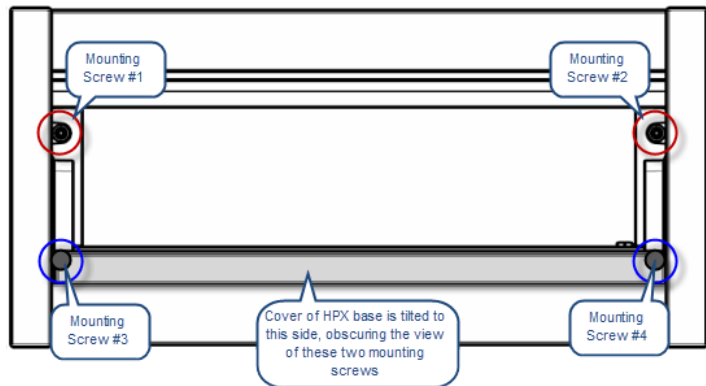 Mounting
Screw #1
Mounting
Screw #2
Mounting
Screw #3
Cover of HPX base is tilted to
this side, obscuring the view
of these two mounting
screws
Mounting
Screw #4